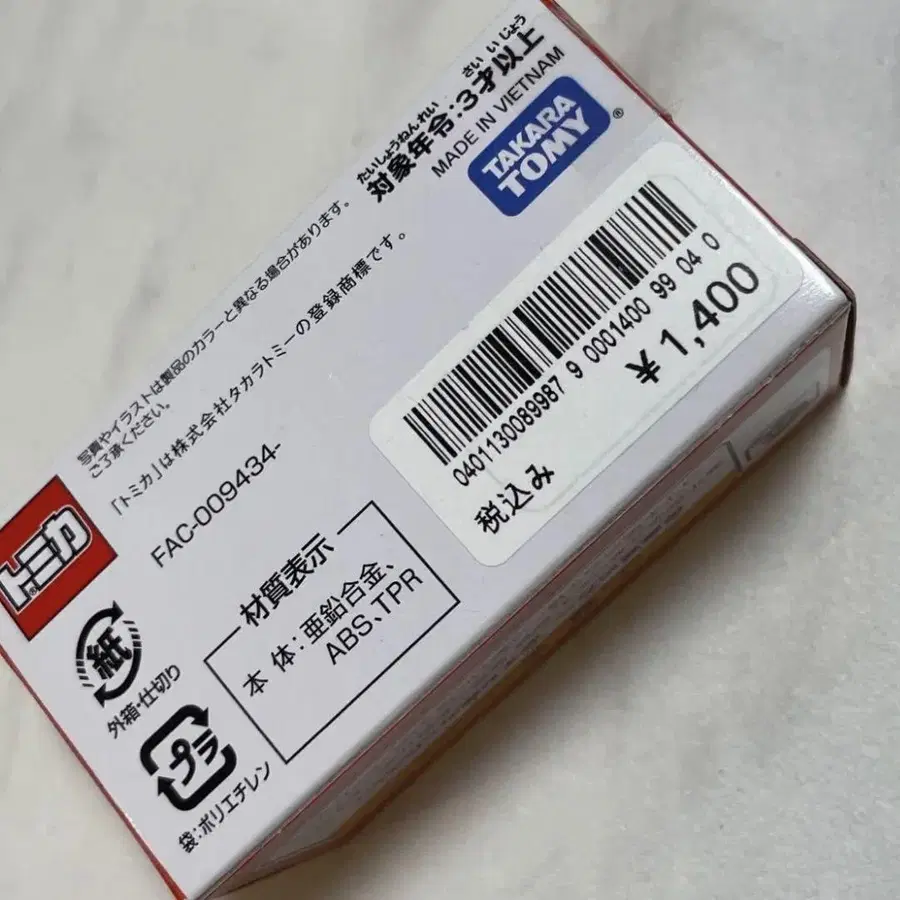 たいしょうねんれい さい いじょう
対象年令:3才以上
MADE IN VIETNAM
TAKARA
TOMY
®
写真やイラストは製品のカラーと異なる場合があります。
ご了承ください。
「トミカ」は株式会社タカラトミーの登録商標です。
FAC-009434-
0401130089987 9 0001400 99 04 0
¥1,400
税込み
トミカ
®
材質表示
本体:亜鉛合金、
ABS、TPR
紙
外箱・仕切り
プラ
袋:ポリエチレン